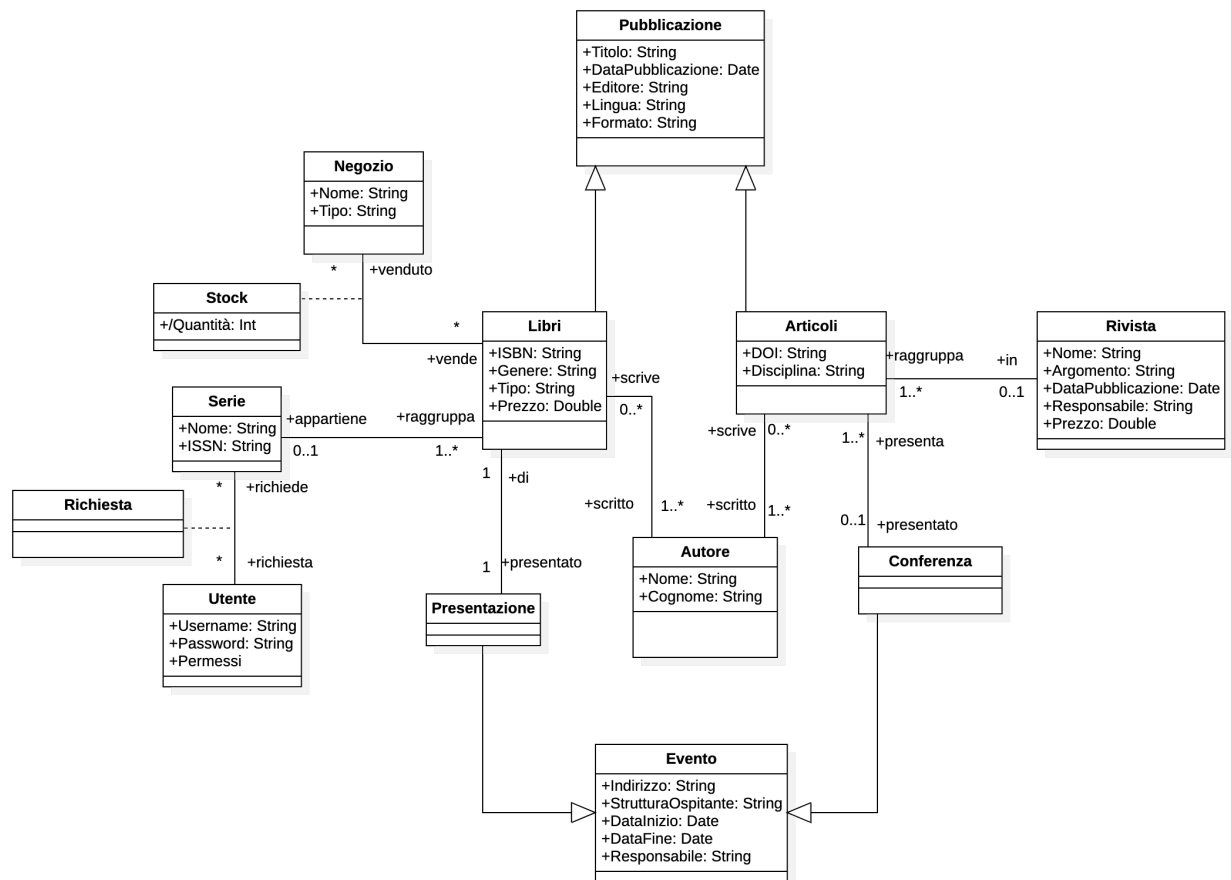 Pubblicazione
+Titolo: String
+DataPubblicazione: Date
+Editore: String
+Lingua: String
+Formato: String
Negozio
+Nome: String
+Tipo: String
*
+venduto
Stock
+/Quantità: Int
*
+vende
Libri
+ISBN: String
+Genere: String
+Tipo: String
+Prezzo: Double
Articoli
+DOI: String
+Disciplina: String
Rivista
+Nome: String
+Argomento: String
+DataPubblicazione: Date
+Responsabile: String
+Prezzo: Double
+raggruppa
1..*
+in
0..1
Serie
+Nome: String
+ISSN: String
+appartiene
0..1
+raggruppa
1..*
+scrive
0..*
+scrive
0..*
1..*
+presenta
1
+di
*
+richiede
Richiesta
*
+richiesta
+scritto
1..*
+scritto
1..*
0..1
+presentato
1
+presentato
Autore
+Nome: String
+Cognome: String
Conferenza
Utente
+Username: String
+Password: String
+Permessi
Presentazione
Evento
+Indirizzo: String
+StrutturaOspitante: String
+DataInizio: Date
+DataFine: Date
+Responsabile: String